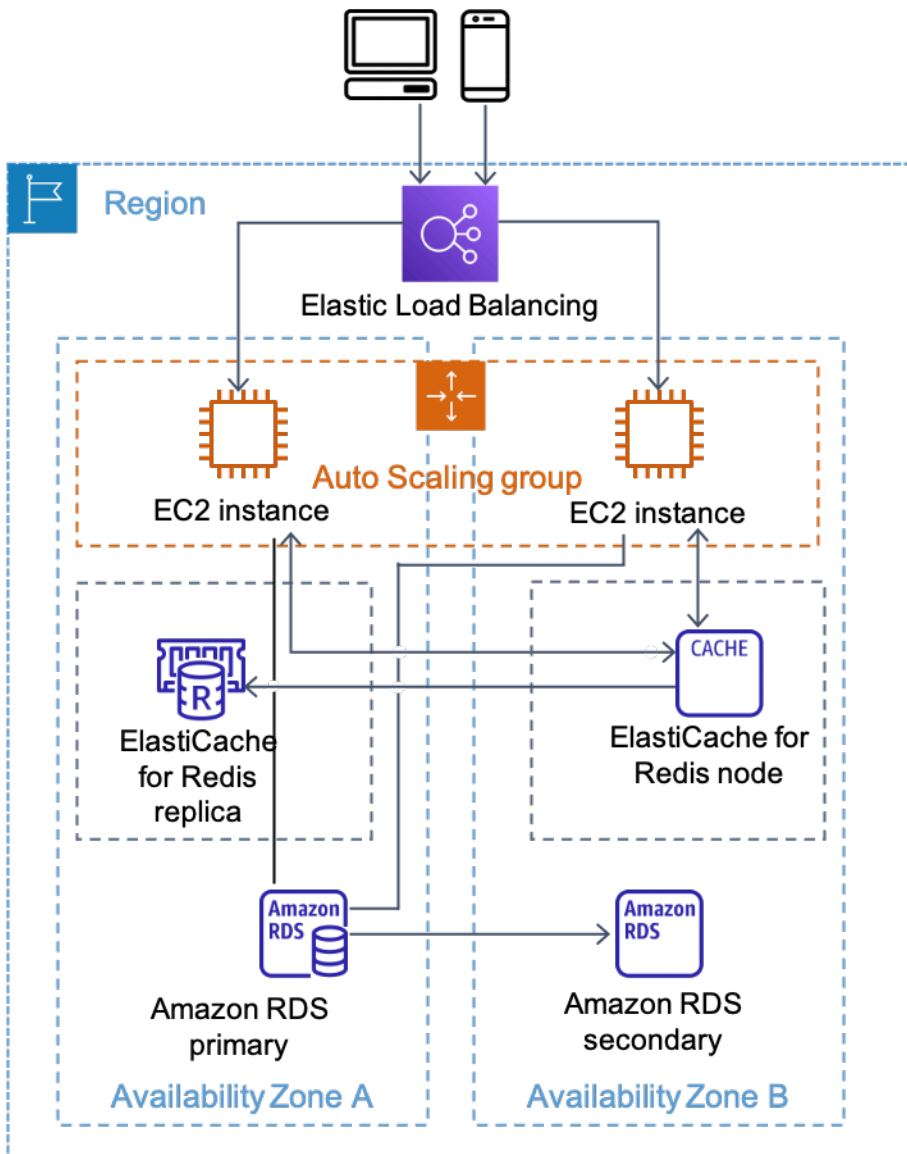 Region
Elastic Load Balancing
Auto Scaling group
EC2 instance
EC2 instance
R
ElastiCache
for Redis
replica
CACHE
ElastiCache for
Redis node
Amazon
RDS
Amazon RDS
primary
Amazon
RDS
Amazon RDS
secondary
Availability Zone A
Availability Zone B